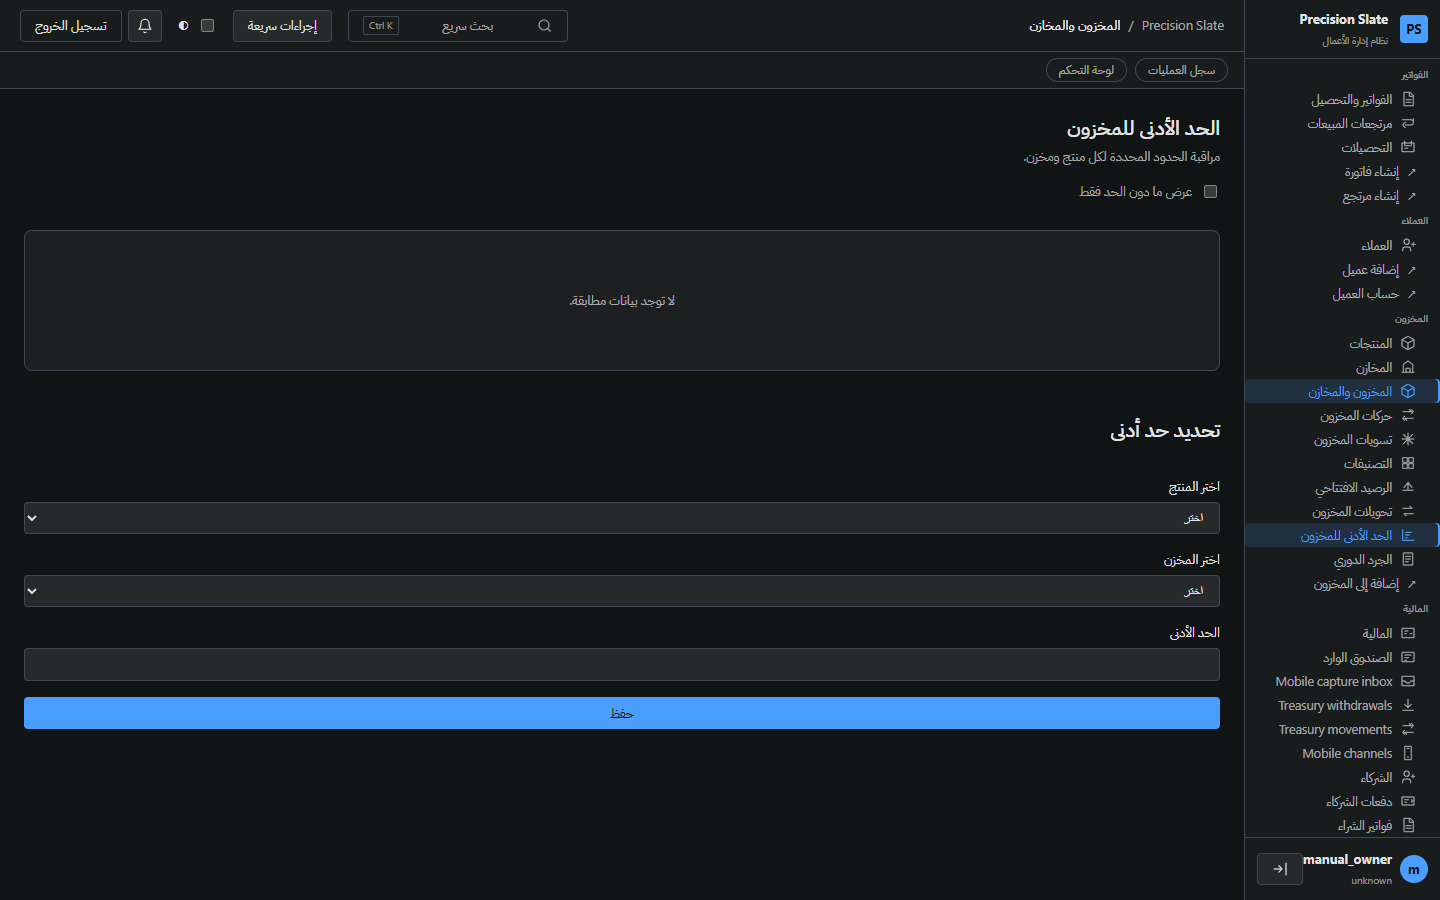 PS
Precision Slate
نظام إدارة الأعمال
Precision Slate / المخزون والمخازن
بحث سريع
Ctrl K
إجراءات سريعة
تسجيل الخروج
سجل العمليات
لوحة التحكم
الفواتير
الفواتير والتحصيل
مرتجعات المبيعات
التحصيلات
إنشاء فاتورة
إنشاء مرتجع
العملاء
العملاء
إضافة عميل
حساب العميل
المخزون
المنتجات
المخازن
المخزون والمخازن
حركات المخزون
تسويات المخزون
التصنيفات
الرصيد الافتتاحي
تحويلات المخزون
الحد الأدنى للمخزون
الجرد الدوري
إضافة إلى المخزون
المالية
المالية
الصندوق الوارد
Mobile capture inbox
Treasury withdrawals
Treasury movements
Mobile channels
الشركاء
دفعات الشركاء
فواتير الشراء
m
manual_owner
unknown
الحد الأدنى للمخزون
مراقبة الحدود المحددة لكل منتج ومخزن.
عرض ما دون الحد فقط
لا توجد بيانات مطابقة.
تحديد حد أدنى
اختر المنتج
اختر
اختر المخزن
اختر
الحد الأدنى
حفظ